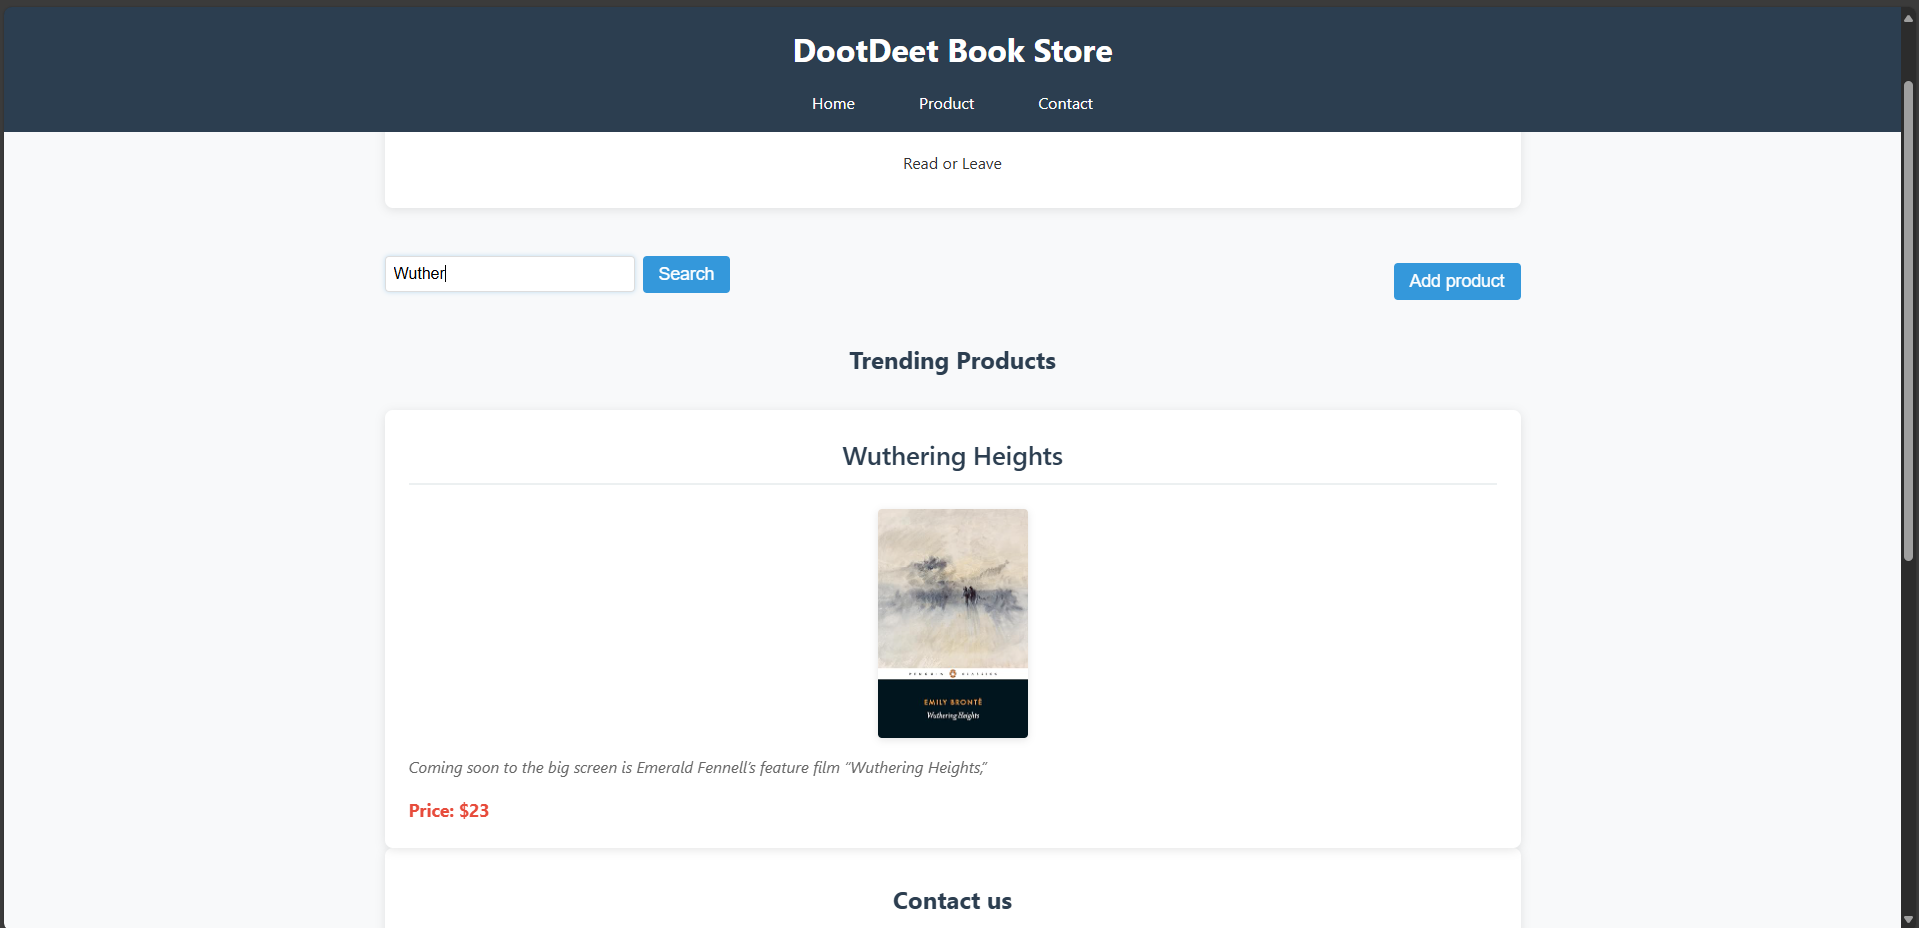 DootDeet Book Store
Home Product Contact
Read or Leave
Wuther Search Add product
Trending Products
Wuthering Heights
EMILY BRONTË
Wuthering Heights
Coming soon to the big screen is Emerald Fennell’s feature film “Wuthering Heights,”
Price: $23
Contact us